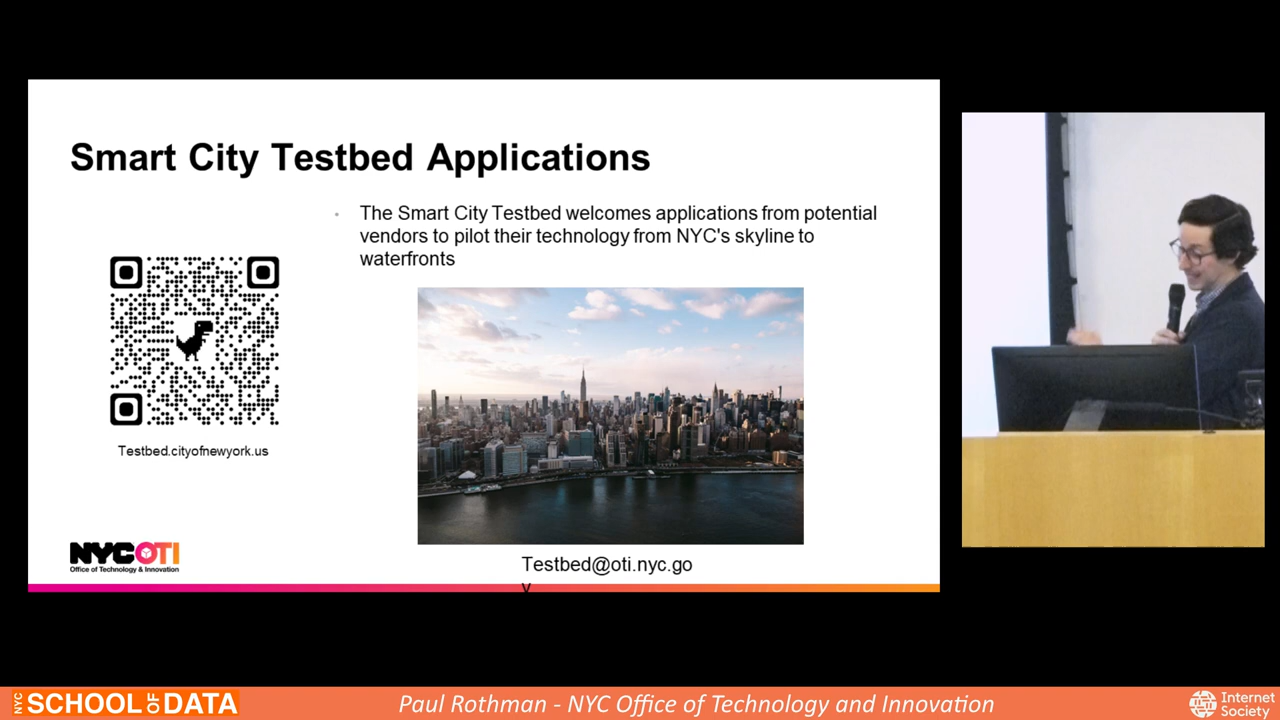 Smart City Testbed Applications
• The Smart City Testbed welcomes applications from potential
vendors to pilot their technology from NYC's skyline to
waterfronts
Testbed.cityofnewyork.us
NYCOTI
Office of Technology & Innovation
Testbed@oti.nyc.go
v
NYC SCHOOL OF DATA
Paul Rothman - NYC Office of Technology and Innovation
Internet
Society